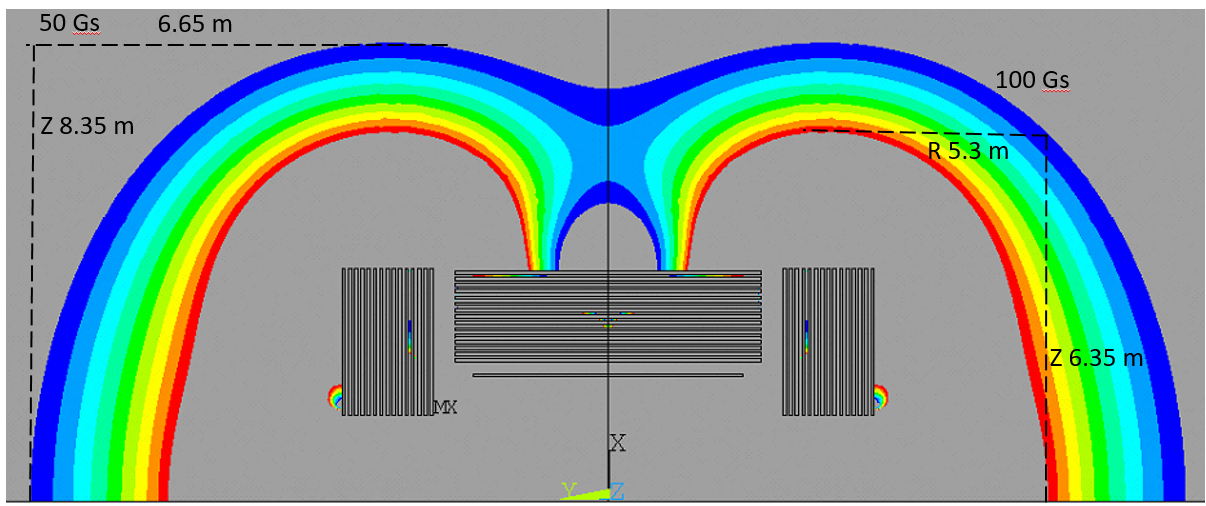 50 Gs 6.65 m
100 Gs
Z 8.35 m
R 5.3 m
Z 6.35 m
MX
X
Y Z